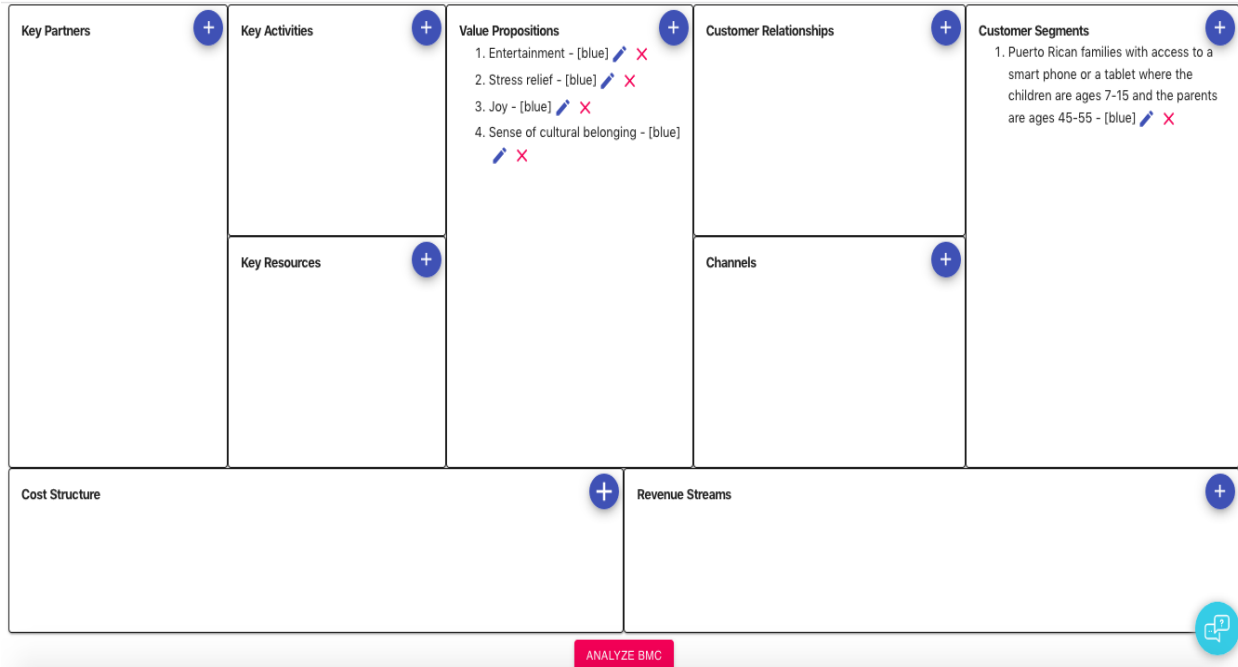 Key Partners
Key Activities
Value Propositions
1. Entertainment - [blue]
2. Stress relief - [blue]
3. Joy - [blue]
4. Sense of cultural belonging - [blue]
Customer Relationships
Customer Segments
1. Puerto Rican families with access to a
smart phone or a tablet where the
children are ages 7-15 and the parents
are ages 45-55 - [blue]
Key Resources
Channels
Cost Structure
Revenue Streams
ANALYZE BMC